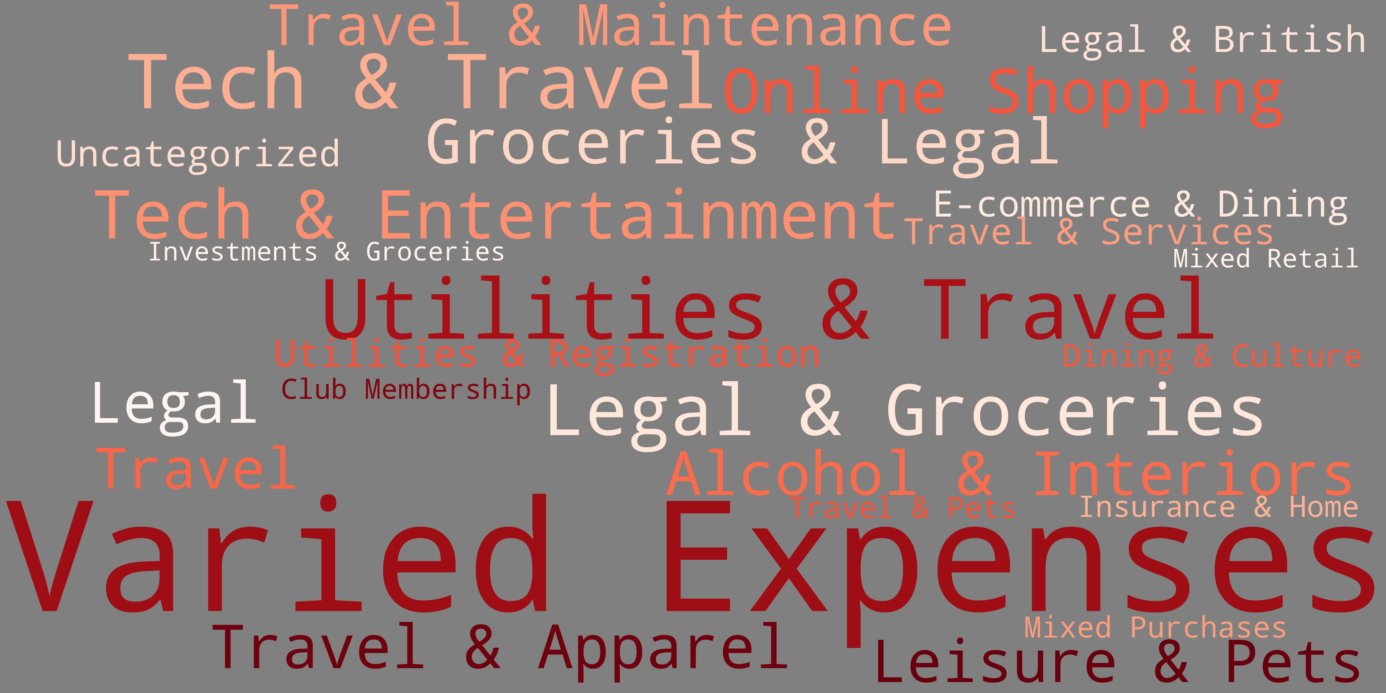 Travel & Maintenance
Legal & British
Tech & Travel
Online Shopping
Groceries & Legal
Uncategorized
Tech & Entertainment
E-commerce & Dining
Travel & Services
Investments & Groceries
Mixed Retail
Utilities & Travel
Utilities & Registration
Dining & Culture
Legal
Club Membership
Legal & Groceries
Travel
Alcohol & Interiors
Travel & Pets
Insurance & Home
Varied Expenses
Mixed Purchases
Travel & Apparel
Leisure & Pets